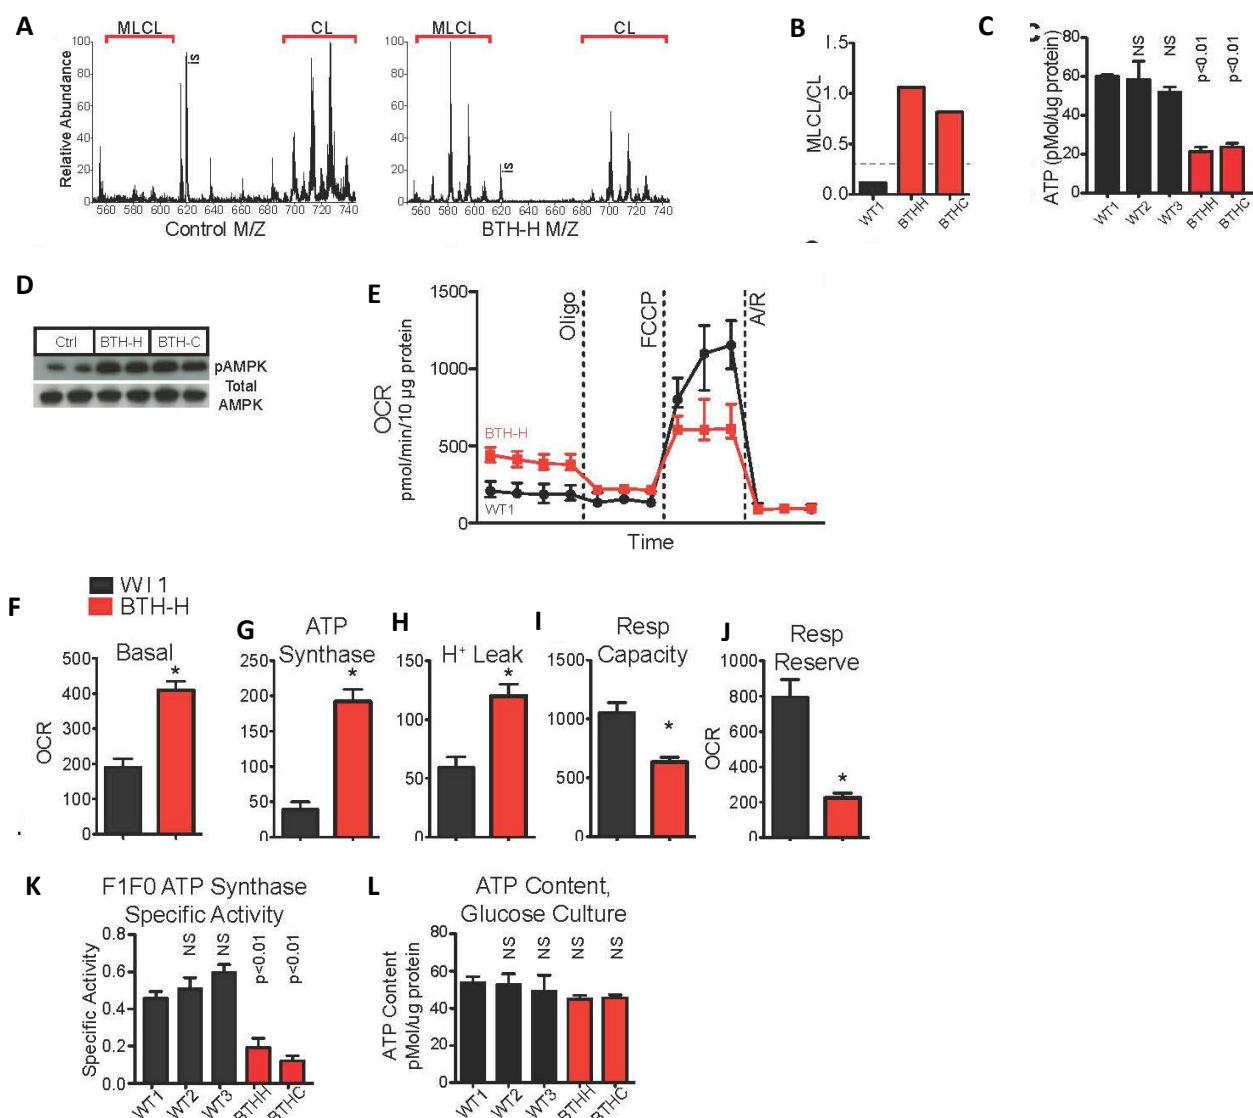 A
MLCL
CL
MLCL
CL
Relative Abundance
100
80
60
40
20
0
is
560 580 600 620 640 660 680 700 720 740
Control M/Z
100
80
60
40
20
0
is
560 580 600 620 640 660 680 700 720 740
BTH-H M/Z
B
MLCL/CL
1.5
1.0
0.5
0.0
WT1
BTHH
BTHC
C
ATP (pMol/ug protein)
80
60
40
20
0
NS
NS
p<0.01
p<0.01
WT1
WT2
WT3
BTHH
BTHC
D
Ctrl
BTH-H
BTH-C
pAMPK
Total
AMPK
E
OCR
pmol/min/10 µg protein
1500
1000
500
0
Oligo
FCCP
A/R
BTH-H
WT1
Time
WT1
BTH-H
F
Basal
OCR
500
400
300
200
100
0
*
G
ATP
Synthase
250
200
150
100
50
0
*
H
H⁺ Leak
150
100
50
0
*
I
Resp
Capacity
1500
1000
500
0
*
J
Resp
Reserve
OCR
800
600
400
200
0
*
K
F1F0 ATP Synthase
Specific Activity
Specific Activity
0.8
0.6
0.4
0.2
0.0
NS
NS
p<0.01
p<0.01
WT1
WT2
WT3
BTHH
BTHC
L
ATP Content,
Glucose Culture
ATP Content
pMol/ug protein
80
60
40
20
0
NS
NS
NS
NS
WT1
WT2
WT3
BTHH
BTHC